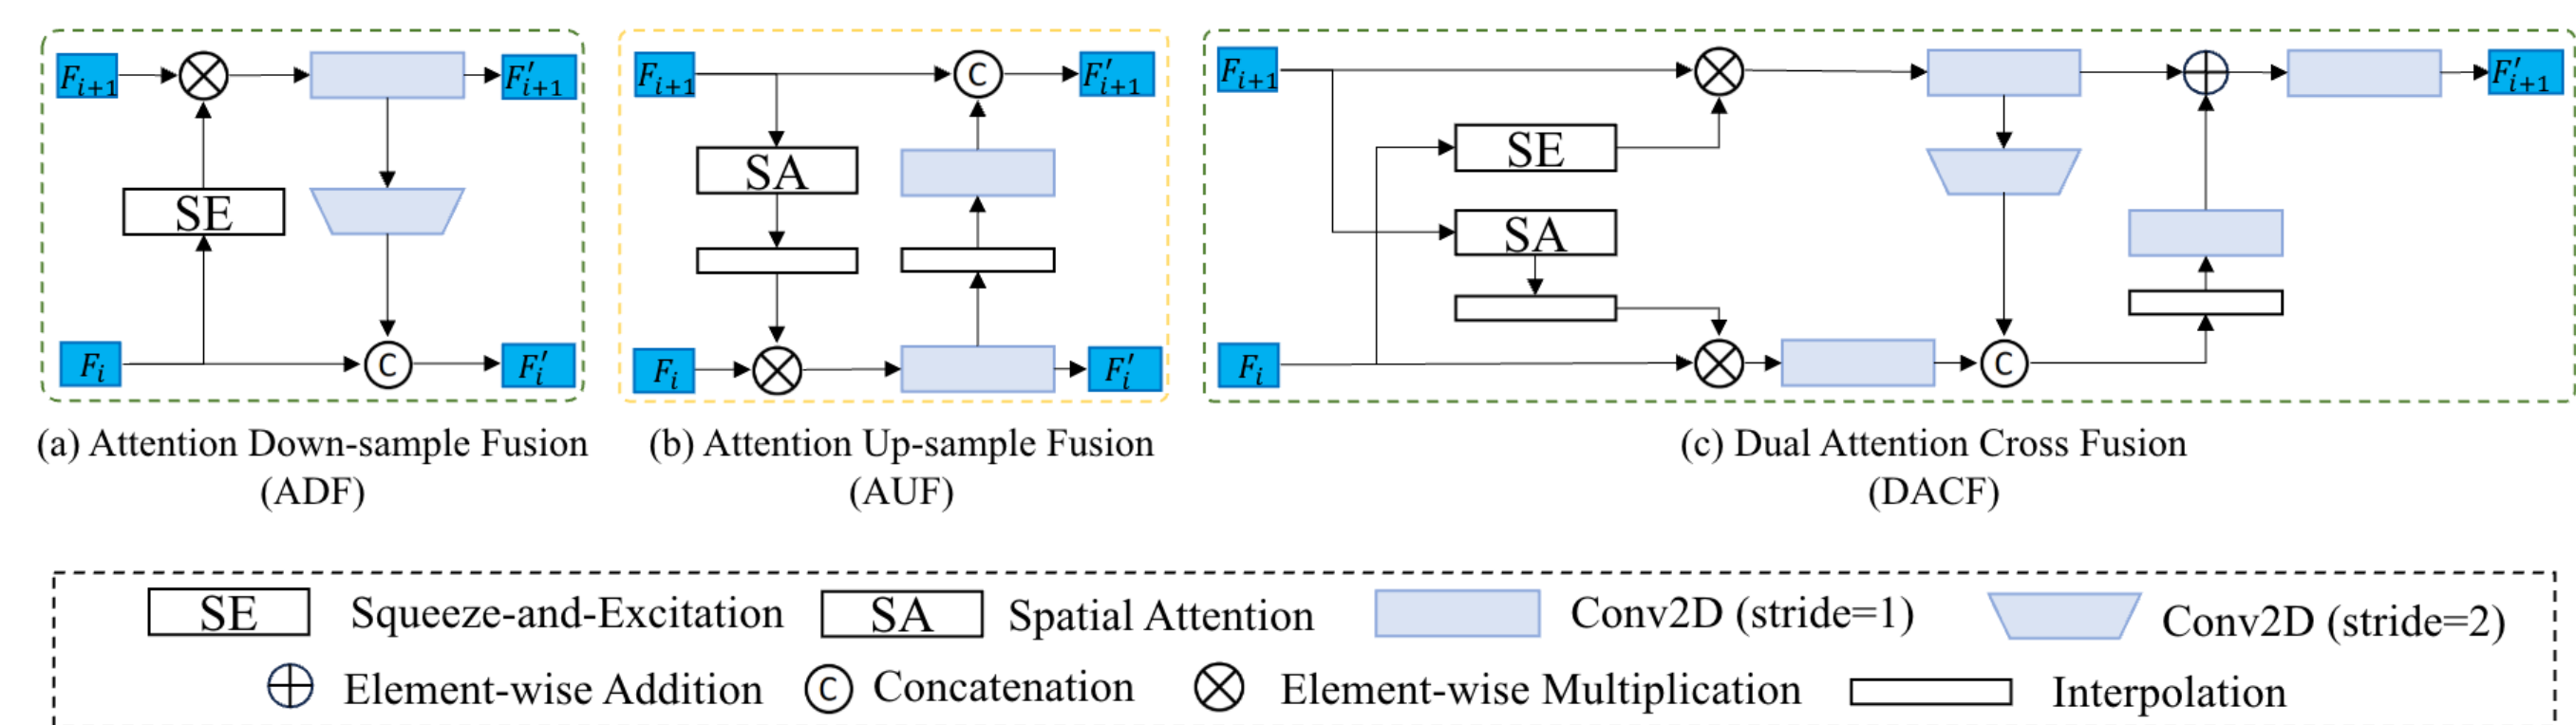 F_{i+1} F'_{i+1} F_{i+1} C F'_{i+1} F_{i+1} F'_{i+1}
SE SA SE
SA
F_i C F'_i F_i F'_i F_i C
(a) Attention Down-sample Fusion (b) Attention Up-sample Fusion (c) Dual Attention Cross Fusion
(ADF) (AUF) (DACF)
SE Squeeze-and-Excitation SA Spatial Attention Conv2D (stride=1) Conv2D (stride=2)
Element-wise Addition C Concatenation Element-wise Multiplication Interpolation